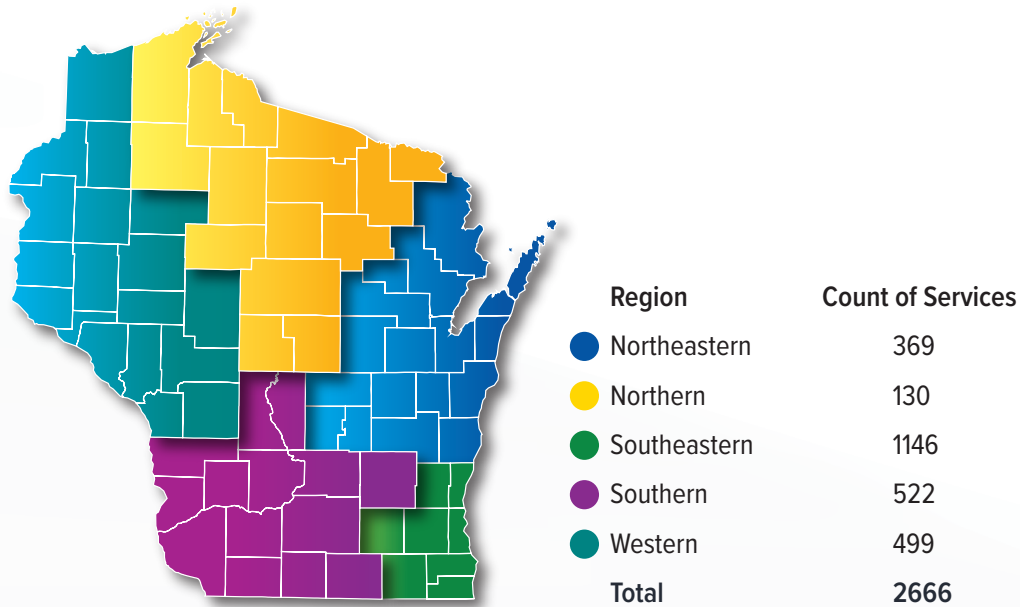 Region Count of Services
Northeastern 369
Northern 130
Southeastern 1146
Southern 522
Western 499
Total 2666